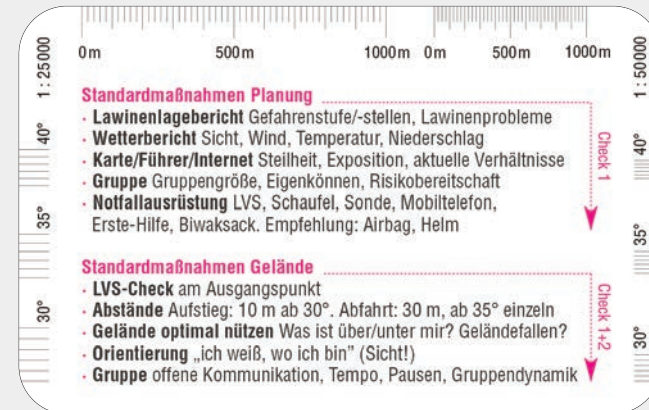 0m 500m 1000m 0m 500m 1000m
1 : 25000
40°
35°
30°
Standardmaßnahmen Planung
· Lawinenlagebericht Gefahrenstufe/-stellen, Lawinenprobleme
· Wetterbericht Sicht, Wind, Temperatur, Niederschlag
· Karte/Führer/Internet Steilheit, Exposition, aktuelle Verhältnisse
· Gruppe Gruppengröße, Eigenkönnen, Risikobereitschaft
· Notfallausrüstung LVS, Schaufel, Sonde, Mobiltelefon,
Erste-Hilfe, Biwaksack. Empfehlung: Airbag, Helm
Check 1
Standardmaßnahmen Gelände
· LVS-Check am Ausgangspunkt
· Abstände Aufstieg: 10 m ab 30°. Abfahrt: 30 m, ab 35° einzeln
· Gelände optimal nützen Was ist über/unter mir? Geländefallen?
· Orientierung „ich weiß, wo ich bin” (Sicht!)
· Gruppe offene Kommunikation, Tempo, Pausen, Gruppendynamik
Check 1+2
1 : 50000
40°
35°
30°